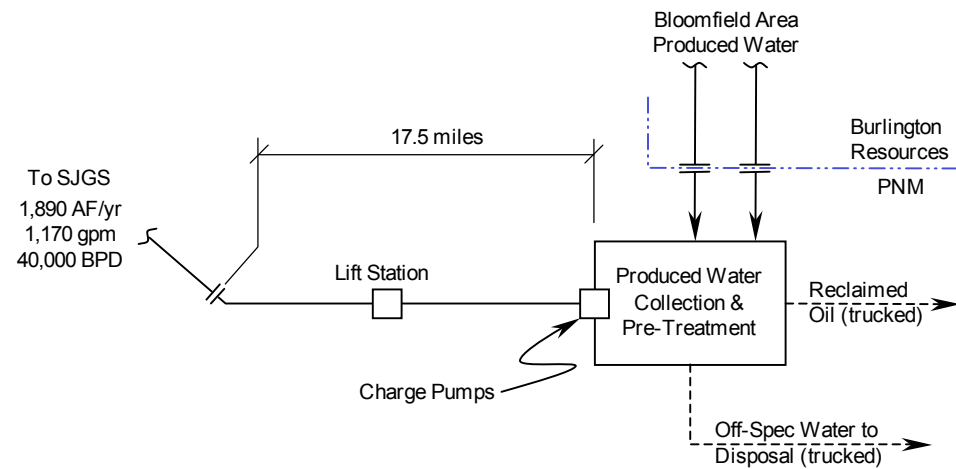 Bloomfield Area
Produced Water
17.5 miles
Burlington
Resources
PNM
To SJGS
1,890 AF/yr
1,170 gpm
40,000 BPD
Lift Station
Produced Water
Collection &
Pre-Treatment
Reclaimed
Oil (trucked)
Charge Pumps
Off-Spec Water to
Disposal (trucked)